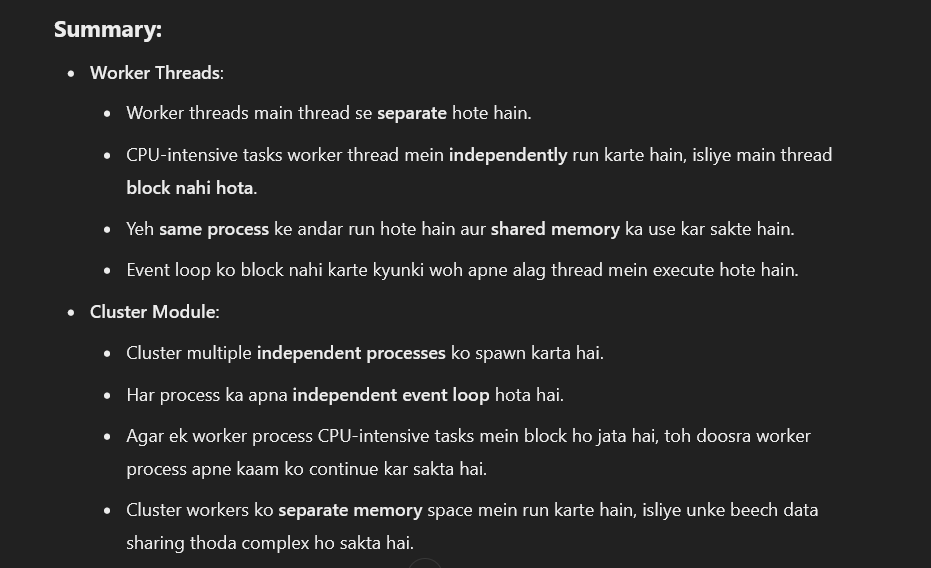 Summary:
Worker Threads:
Worker threads main thread se separate hote hain.
CPU-intensive tasks worker thread mein independently run karte hain, isliye main thread
block nahi hota.
Yeh same process ke andar run hote hain aur shared memory ka use kar sakte hain.
Event loop ko block nahi karte kyunki woh apne alag thread mein execute hote hain.
Cluster Module:
Cluster multiple independent processes ko spawn karta hai.
Har process ka apna independent event loop hota hai.
Agar ek worker process CPU-intensive tasks mein block ho jata hai, toh doosra worker
process apne kaam ko continue kar sakta hai.
Cluster workers ko separate memory space mein run karte hain, isliye unke beech data
sharing thoda complex ho sakta hai.